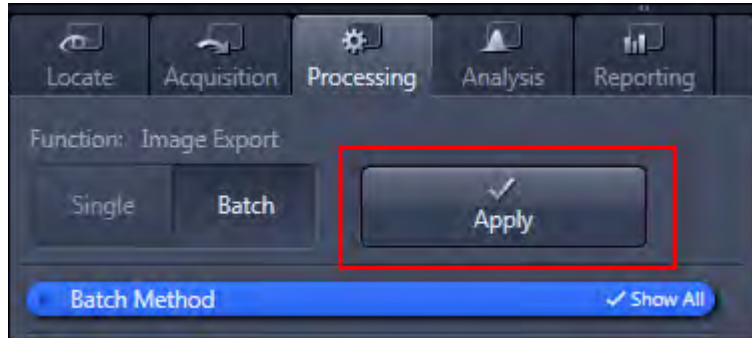 Locate Acquisition Processing Analysis Reporting
Function: Image Export
Single Batch Apply
Batch Method Show All